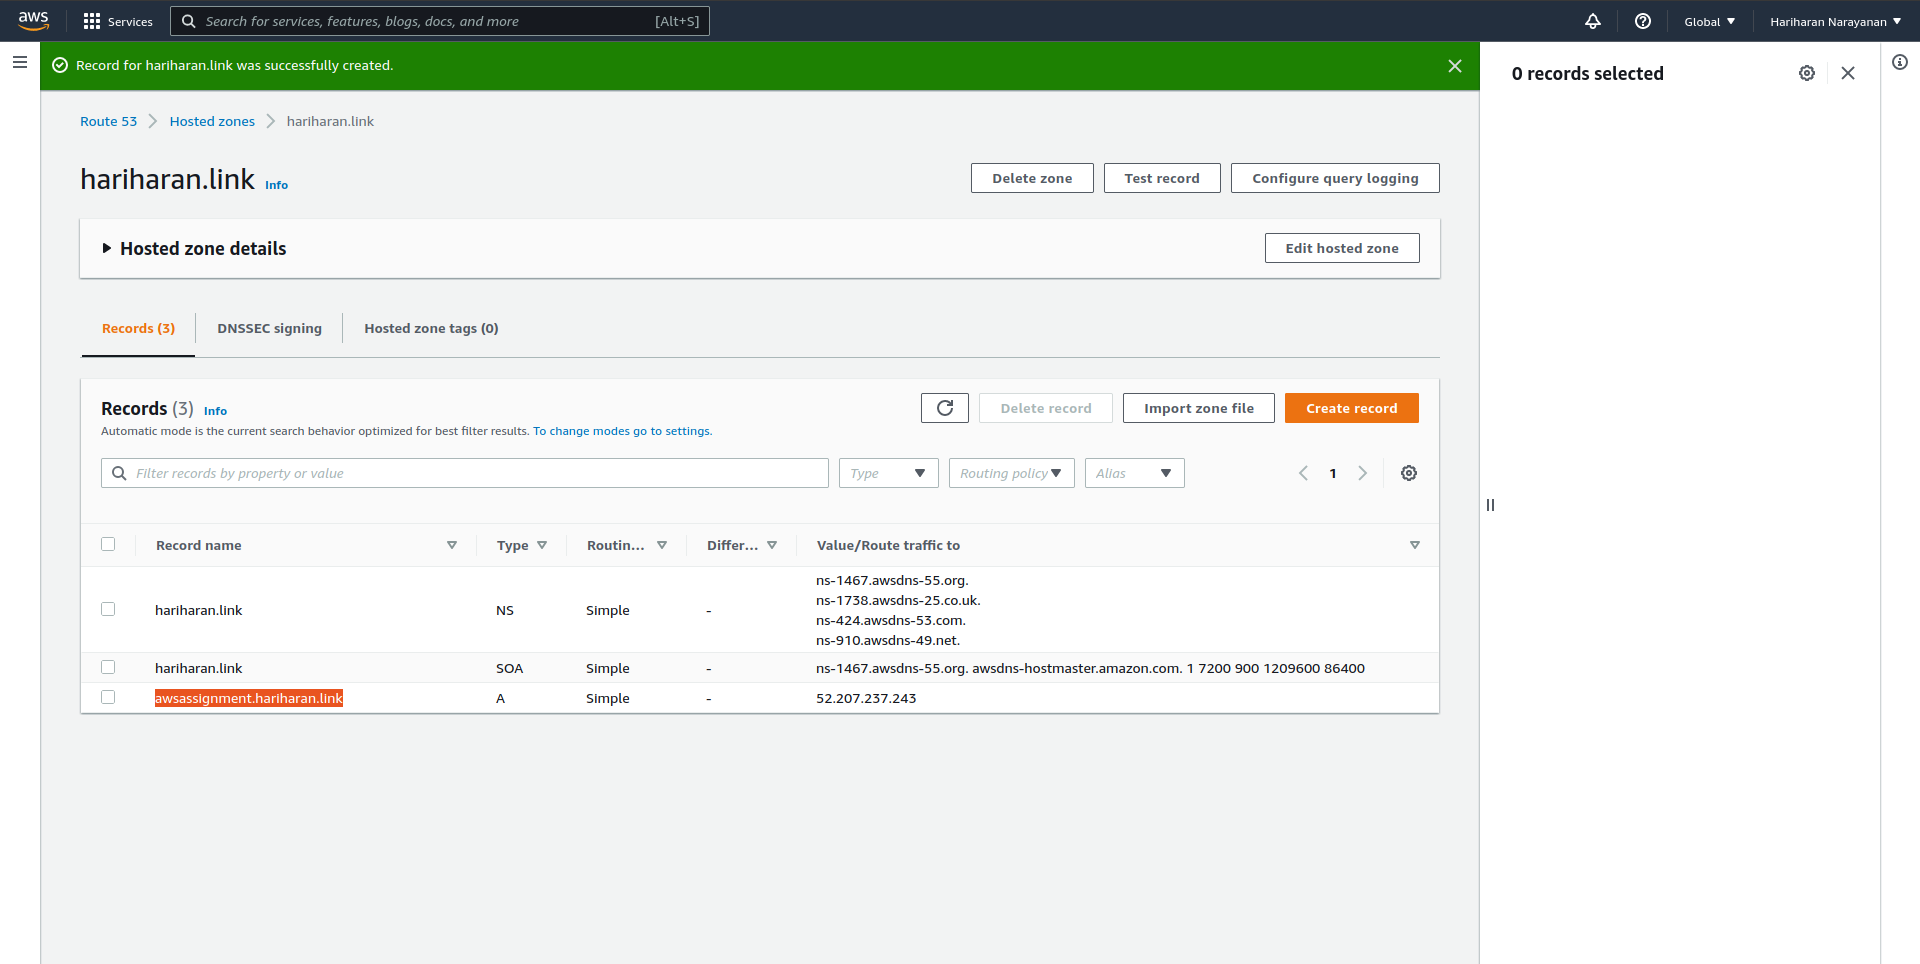 aws
Services
Search for services, features, blogs, docs, and more [Alt+S]
Global
Hariharan Narayanan
Record for hariharan.link was successfully created.
0 records selected
Route 53 Hosted zones hariharan.link
hariharan.link Info
Delete zone Test record Configure query logging
Hosted zone details
Edit hosted zone
Records (3) DNSSEC signing Hosted zone tags (0)
Records (3) Info
Automatic mode is the current search behavior optimized for best filter results. To change modes go to settings.
Delete record Import zone file Create record
Filter records by property or value
Type Routing policy Alias
1
Record name Type Routin... Differ... Value/Route traffic to
hariharan.link NS Simple -
ns-1467.awsdns-55.org.
ns-1738.awsdns-25.co.uk.
ns-424.awsdns-53.com.
ns-910.awsdns-49.net.
hariharan.link SOA Simple - ns-1467.awsdns-55.org. awsdns-hostmaster.amazon.com. 1 7200 900 1209600 86400
awsassignment.hariharan.link A Simple - 52.207.237.243